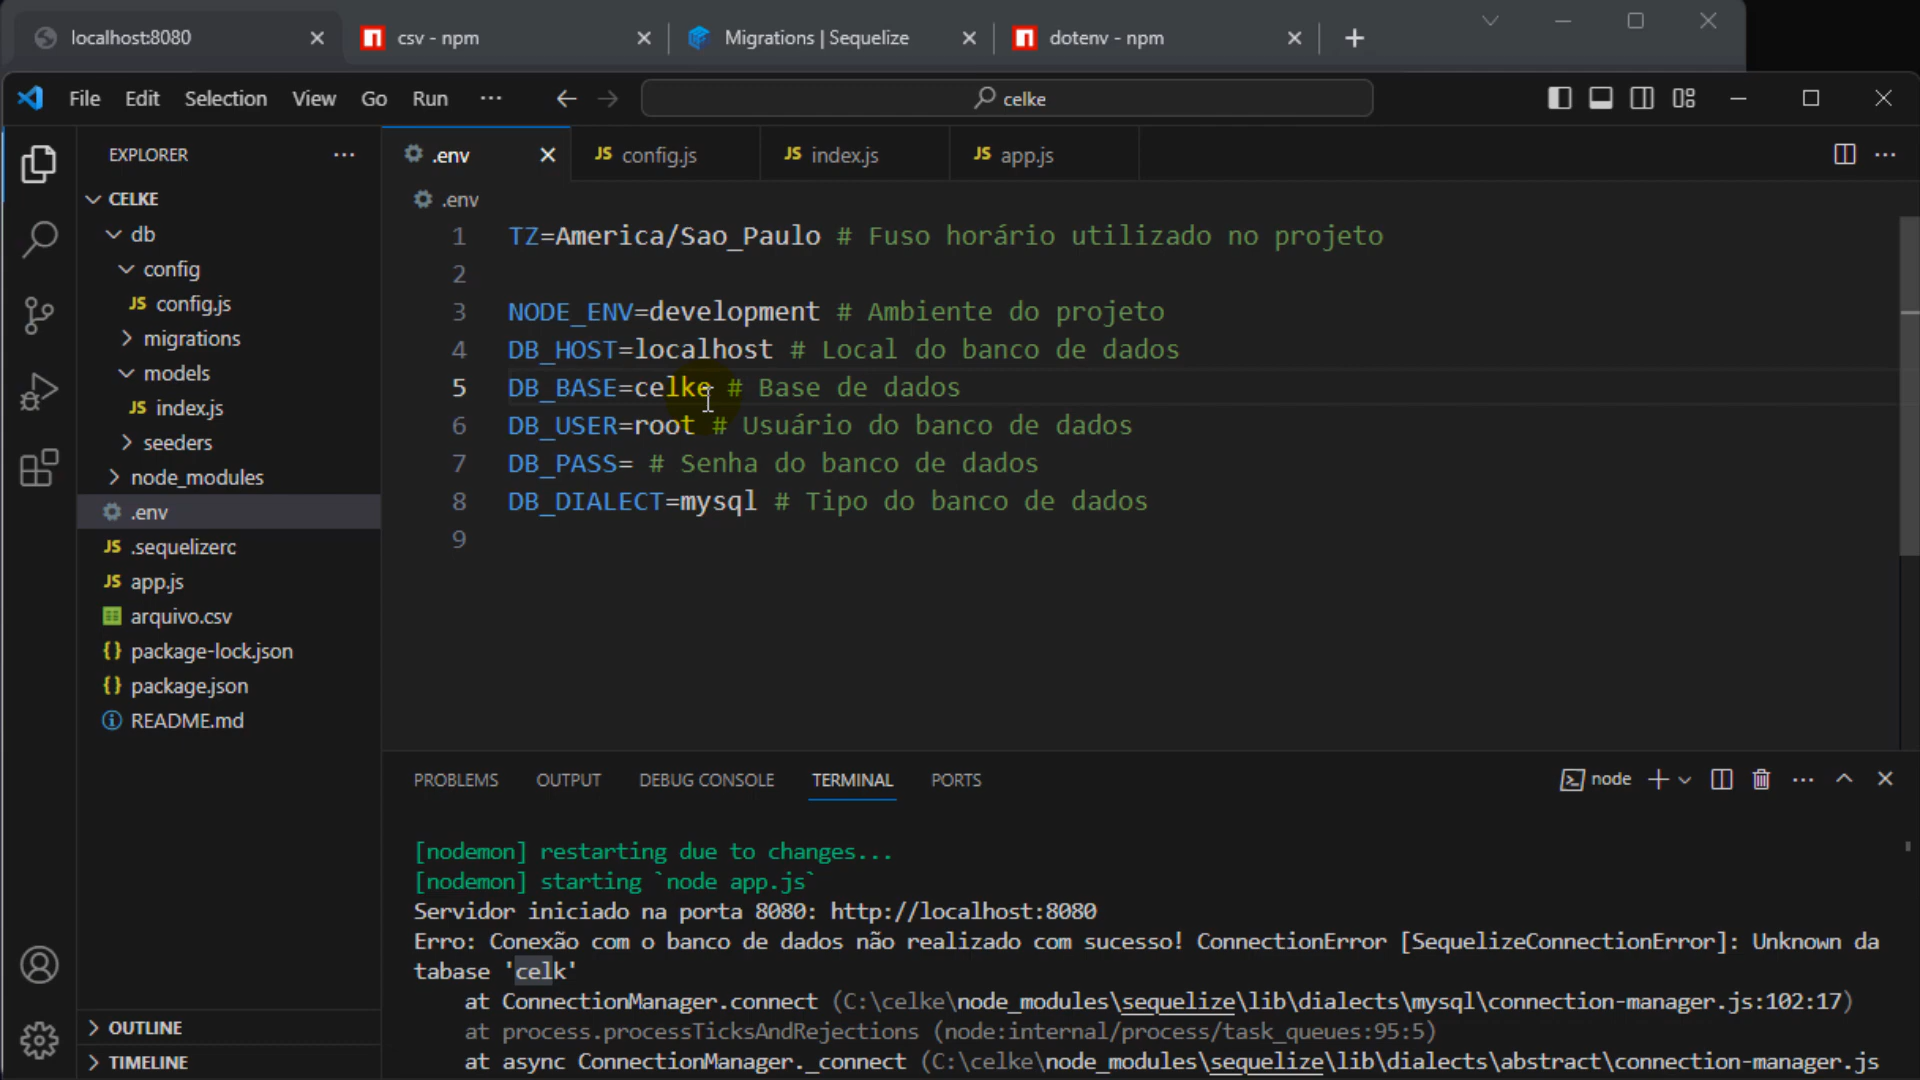 localhost:8080
csv - npm
Migrations | Sequelize
dotenv - npm
File Edit Selection View Go Run ···
celke
EXPLORER ···
CELKE
db
config
JS config.js
migrations
models
JS index.js
seeders
node_modules
.env
JS .sequelizerc
JS app.js
arquivo.csv
{} package-lock.json
{} package.json
README.md
OUTLINE
TIMELINE
.env
JS config.js
JS index.js
JS app.js
.env
1 TZ=America/Sao_Paulo # Fuso horário utilizado no projeto
2
3 NODE_ENV=development # Ambiente do projeto
4 DB_HOST=localhost # Local do banco de dados
5 DB_BASE=celke # Base de dados
6 DB_USER=root # Usuário do banco de dados
7 DB_PASS= # Senha do banco de dados
8 DB_DIALECT=mysql # Tipo do banco de dados
9
PROBLEMS OUTPUT DEBUG CONSOLE TERMINAL PORTS
node
[nodemon] restarting due to changes...
[nodemon] starting `node app.js`
Servidor iniciado na porta 8080: http://localhost:8080
Erro: Conexão com o banco de dados não realizado com sucesso! ConnectionError [SequelizeConnectionError]: Unknown da
tabase 'celk'
at ConnectionManager.connect (C:\celke\node_modules\sequelize\lib\dialects\mysql\connection-manager.js:102:17)
at process.processTicksAndRejections (node:internal/process/task_queues:95:5)
at async ConnectionManager._connect (C:\celke\node_modules\sequelize\lib\dialects\abstract\connection-manager.js